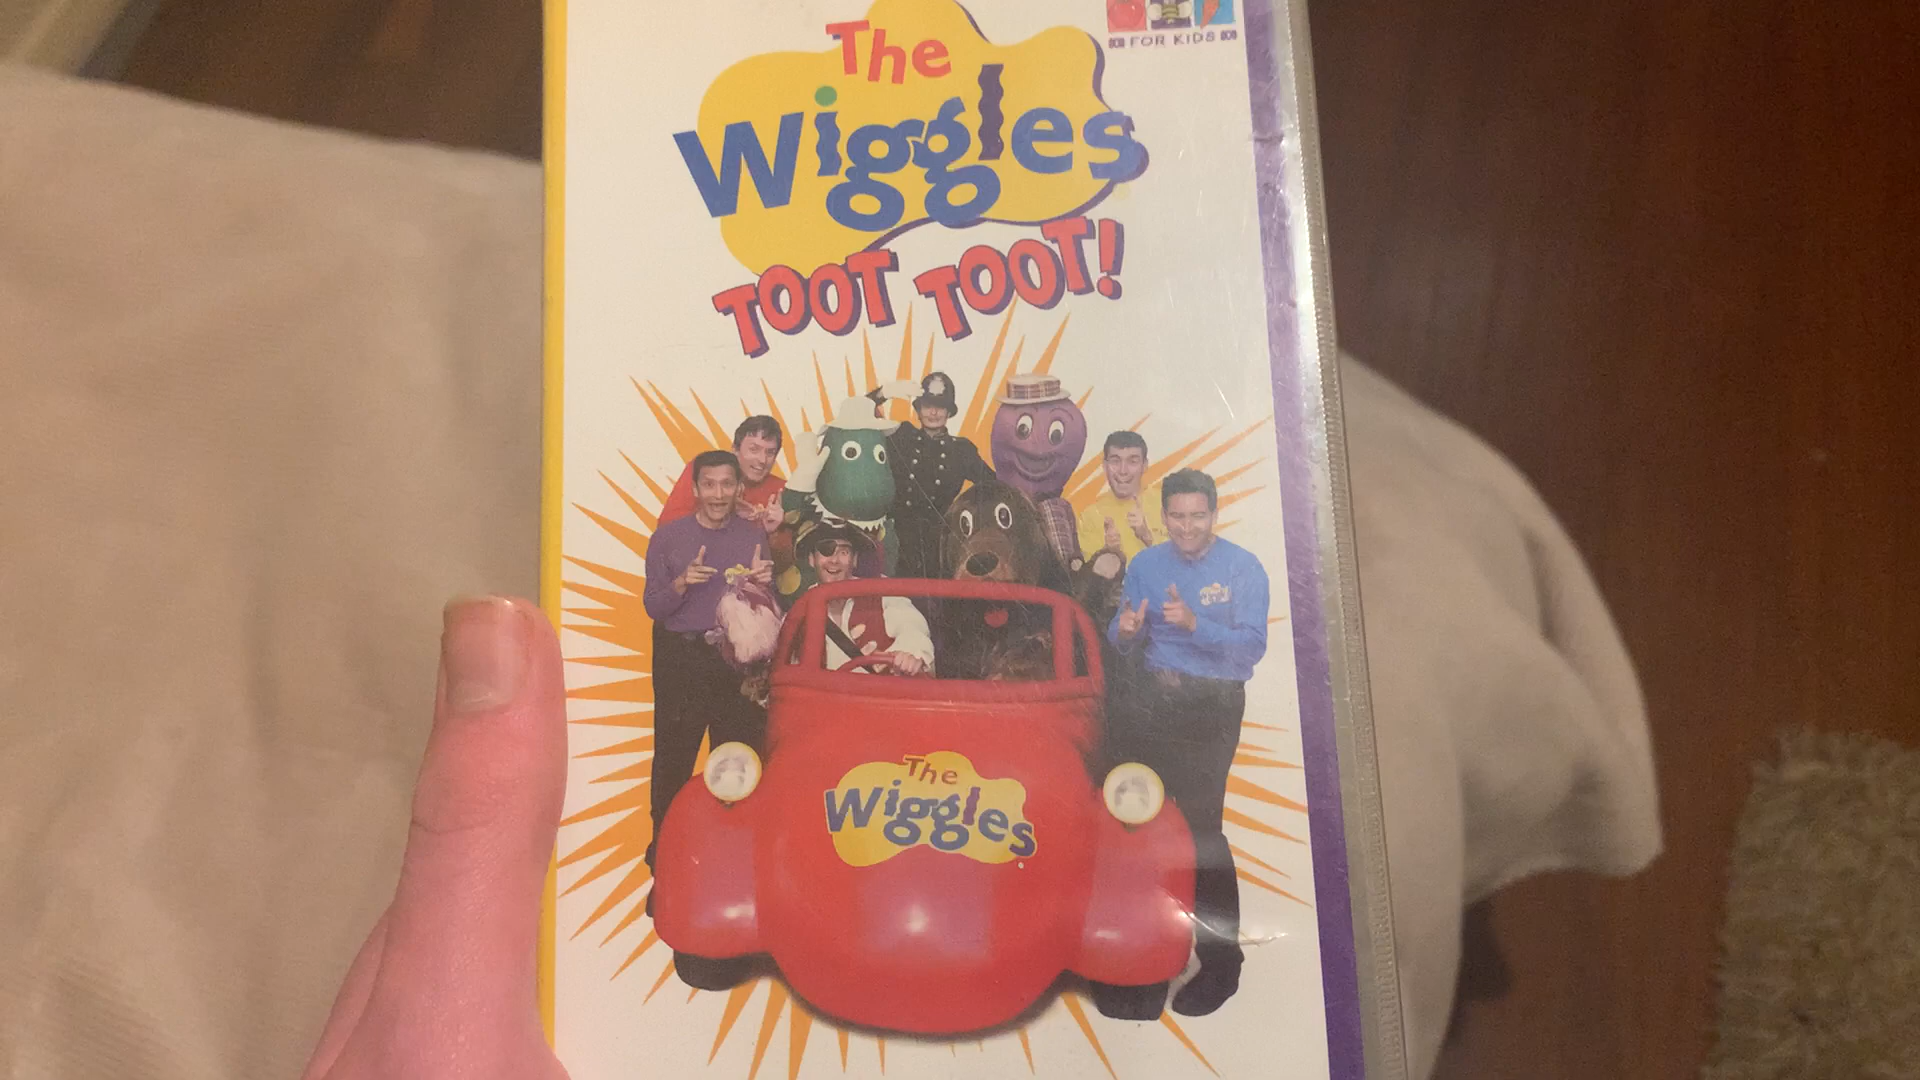 The
Wiggles
TOOT TOOT!
FOR KIDS
The
Wiggles